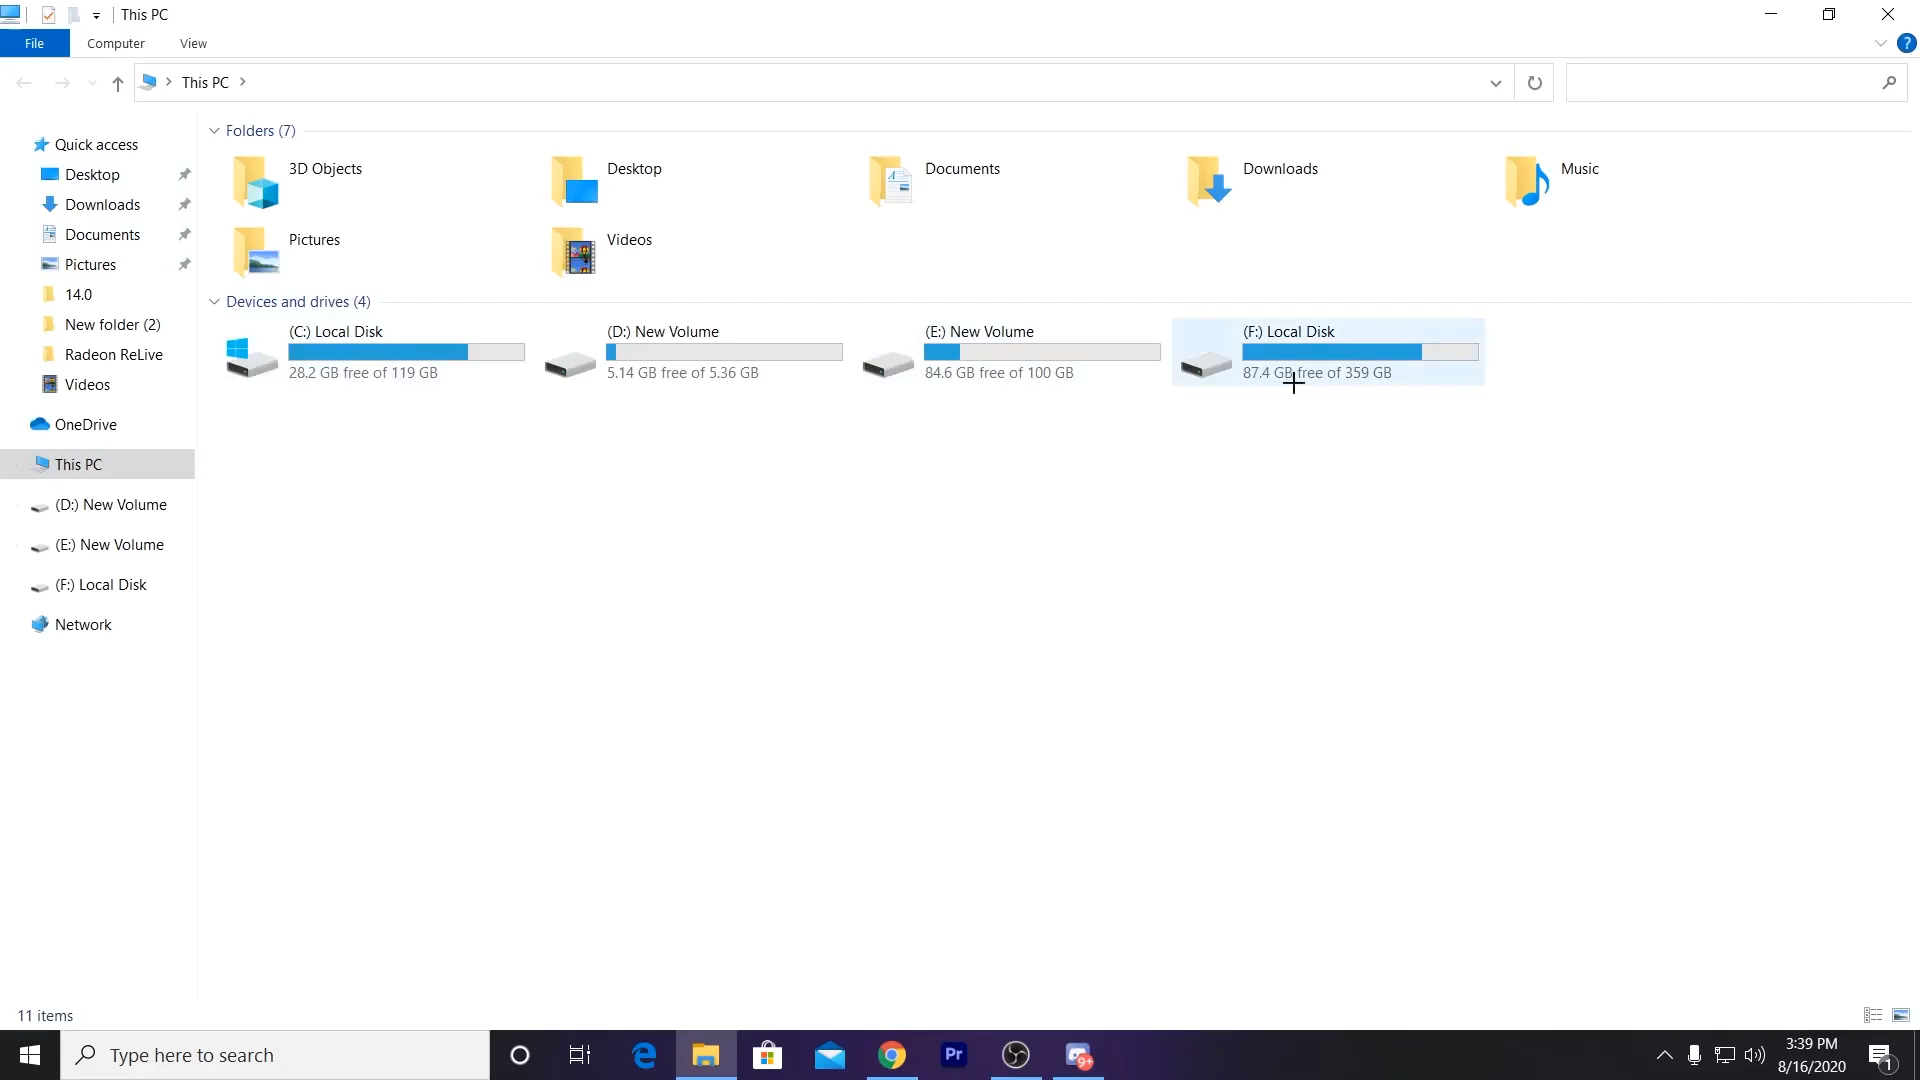 This PC
File
Computer
View
This PC
Quick access
Desktop
Downloads
Documents
Pictures
14.0
New folder (2)
Radeon ReLive
Videos
OneDrive
This PC
(D:) New Volume
(E:) New Volume
(F:) Local Disk
Network
Folders (7)
3D Objects
Desktop
Documents
Downloads
Music
Pictures
Videos
Devices and drives (4)
(C:) Local Disk
28.2 GB free of 119 GB
(D:) New Volume
5.14 GB free of 5.36 GB
(E:) New Volume
84.6 GB free of 100 GB
(F:) Local Disk
87.4 GB free of 359 GB
11 items
Type here to search
Pr
9+
3:39 PM
8/16/2020
1